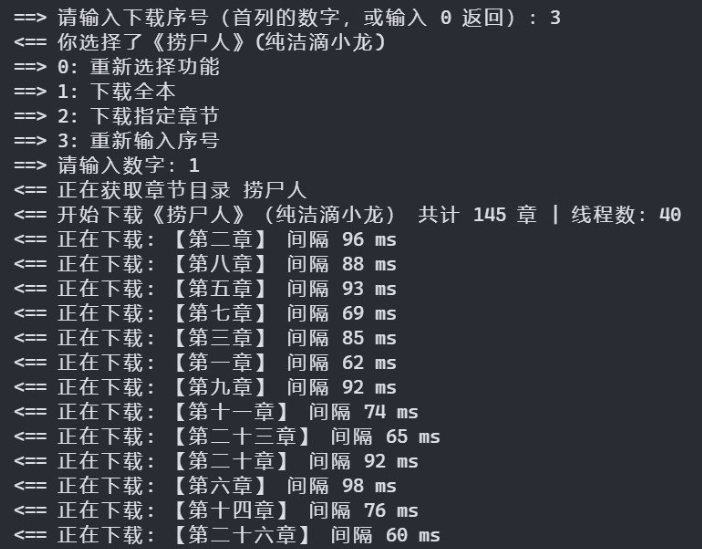 ==> 请输入下载序号（首列的数字，或输入 0 返回）: 3
<== 你选择了《捞尸人》(纯洁滴小龙)
==> 0: 重新选择功能
==> 1: 下载全本
==> 2: 下载指定章节
==> 3: 重新输入序号
==> 请输入数字: 1
<== 正在获取章节目录 捞尸人
<== 开始下载《捞尸人》（纯洁滴小龙） 共计 145 章 | 线程数: 40
<== 正在下载: 【第二章】 间隔 96 ms
<== 正在下载: 【第八章】 间隔 88 ms
<== 正在下载: 【第五章】 间隔 93 ms
<== 正在下载: 【第七章】 间隔 69 ms
<== 正在下载: 【第三章】 间隔 85 ms
<== 正在下载: 【第一章】 间隔 62 ms
<== 正在下载: 【第九章】 间隔 92 ms
<== 正在下载: 【第十一章】 间隔 74 ms
<== 正在下载: 【第二十三章】 间隔 65 ms
<== 正在下载: 【第二十章】 间隔 92 ms
<== 正在下载: 【第六章】 间隔 98 ms
<== 正在下载: 【第十四章】 间隔 76 ms
<== 正在下载: 【第二十六章】 间隔 60 ms